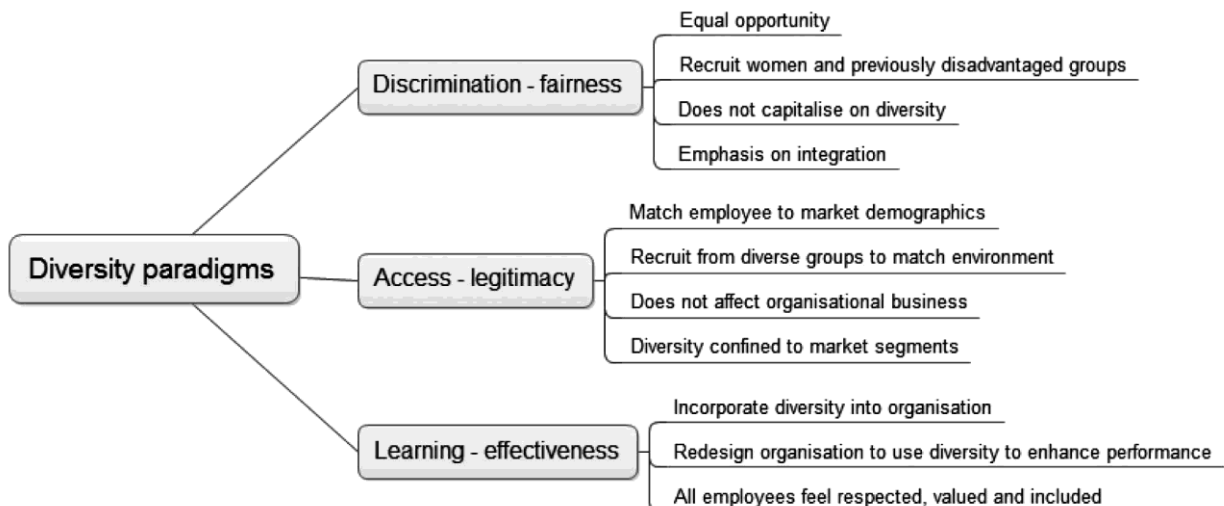 Diversity paradigms
Discrimination - fairness
Equal opportunity
Recruit women and previously disadvantaged groups
Does not capitalise on diversity
Emphasis on integration
Access - legitimacy
Match employee to market demographics
Recruit from diverse groups to match environment
Does not affect organisational business
Diversity confined to market segments
Learning - effectiveness
Incorporate diversity into organisation
Redesign organisation to use diversity to enhance performance
All employees feel respected, valued and included